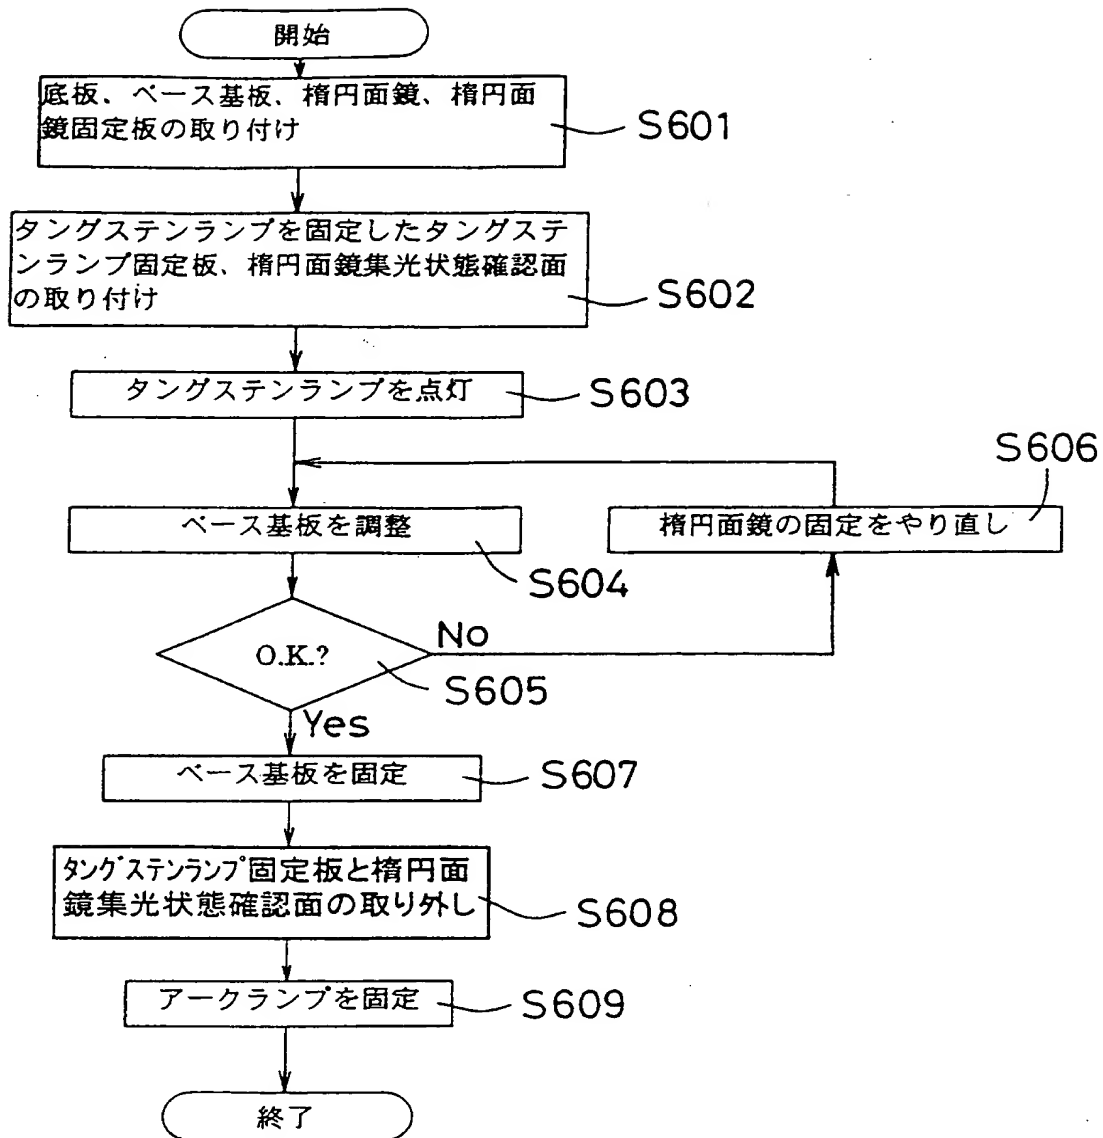 開始
底板、ベース基板、楕円面鏡、楕円面
鏡固定板の取り付け
S601
タングステンランプを固定したタングステ
ンランプ固定板、楕円面鏡集光状態確認面
の取り付け
S602
タングステンランプを点灯
S603
S606
ベース基板を調整
楕円面鏡の固定をやり直し
S604
No
O.K.?
S605
Yes
ベース基板を固定
S607
タングステンランプ固定板と楕円面
鏡集光状態確認面の取り外し
S608
アークランプを固定
S609
終了